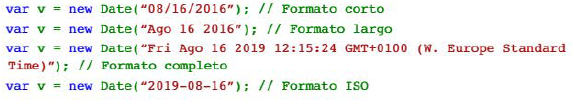 var v = new Date(“08/16/2016”); // Formato corto
var v = new Date(“Ago 16 2016”); // Formato largo
var v = new Date(“Fri Ago 16 2019 12:15:24 GMT+0100 (W. Europe Standard
Time)”); // Formato completo
var v = new Date(“2019-08-16”); // Formato ISO